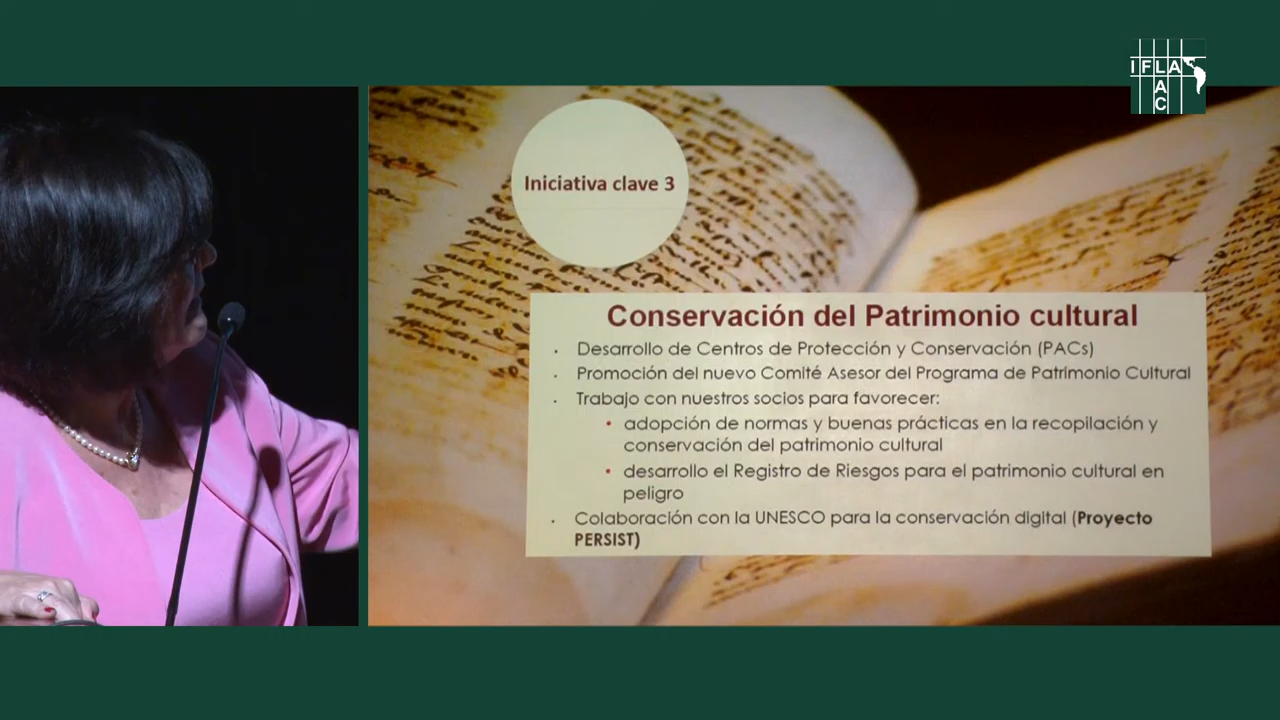 IFLA
LAC
Iniciativa clave 3
Conservación del Patrimonio cultural
Desarrollo de Centros de Protección y Conservación (PACs)
Promoción del nuevo Comité Asesor del Programa de Patrimonio Cultural
Trabajo con nuestros socios para favorecer:
adopción de normas y buenas prácticas en la recopilación y
conservación del patrimonio cultural
desarrollo el Registro de Riesgos para el patrimonio cultural en
peligro
Colaboración con la UNESCO para la conservación digital (Proyecto
PERSIST)